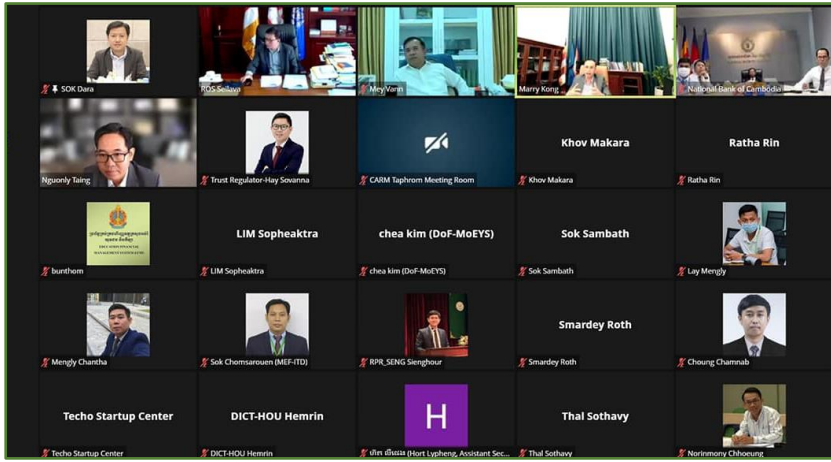 SOK Dara
ROS Seilava
Mey Vann
Marry Kong
National Bank of Cambodia
Nguonly Taing
Trust Regulator-Hay Sovanna
CARM Taphrom Meeting Room
Khov Makara
Khov Makara
Ratha Rin
Ratha Rin
bunthom
LIM Sopheaktra
LIM Sopheaktra
chea kim (DoF-MoEYS)
chea kim (DoF-MoEYS)
Sok Sambath
Sok Sambath
Lay Mengly
Mengly Chantha
Sok Chomsarouen (MEF-ITD)
RPR_SENG Sienghour
Smardey Roth
Smardey Roth
Choung Chamnab
Techo Startup Center
Techo Startup Center
DICT-HOU Hemrin
DICT-HOU Hemrin
H
(Hort Lypheng, Assistant Sec...
Thal Sothavy
Thal Sothavy
Norinmony Chhoeung